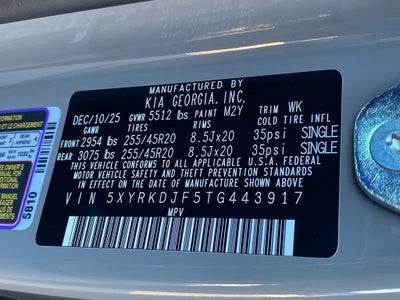 MANUFACTURED BY
KIA GEORGIA, INC.
DEC/10/25 GVWR 5512 lbs PAINT M2Y TRIM WK
GAWR TIRES RIMS COLD TIRE INFL
FRONT 2954 lbs 255/45R20 8.5Jx20 35psi SINGLE
REAR 3075 lbs 255/45R20 8.5Jx20 35psi SINGLE
THIS VEHICLE CONFORMS TO ALL APPLICABLE U.S. FEDERAL
MOTOR VEHICLE SAFETY AND THEFT PREVENTION STANDARDS
IN EFFECT ON THE DATE OF MANUFACTURE SHOWN ABOVE.
VIN 5XYRKDJF5TG443917
MPV
5810